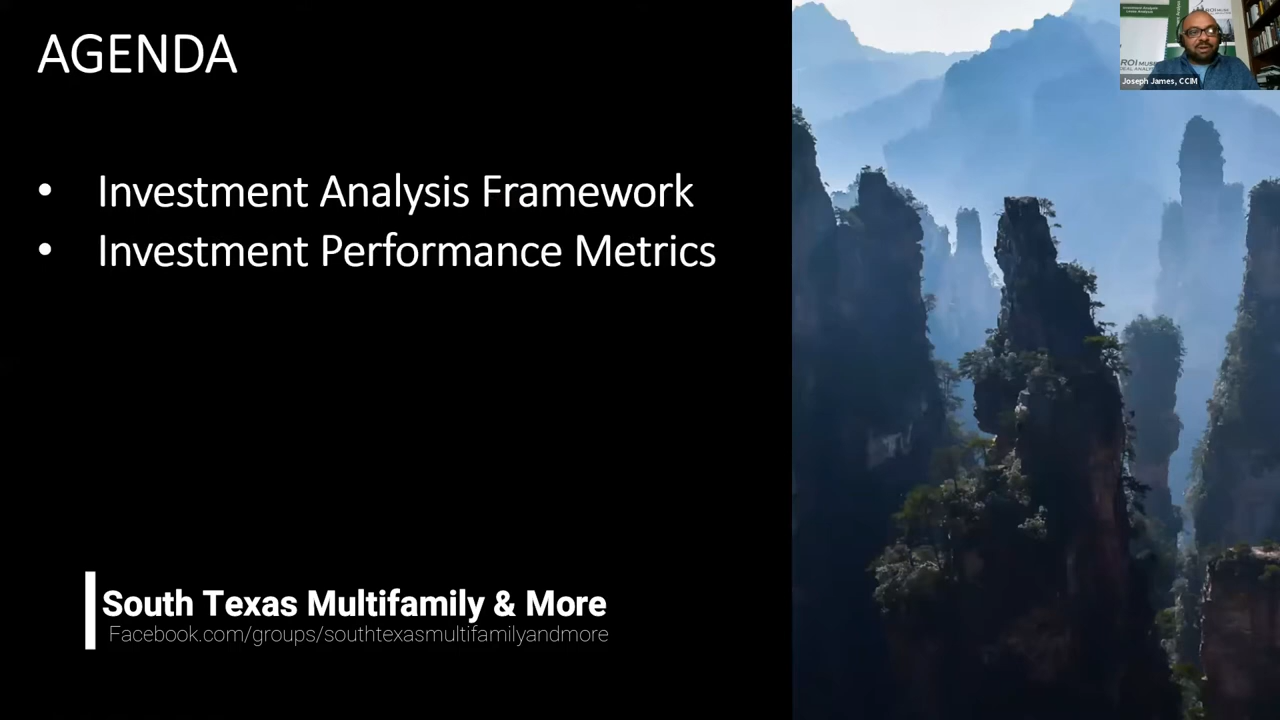 AGENDA
• Investment Analysis Framework
• Investment Performance Metrics
South Texas Multifamily & More
Facebook.com/groups/southtexasmultifamilyandmore
Joseph James, CCIM